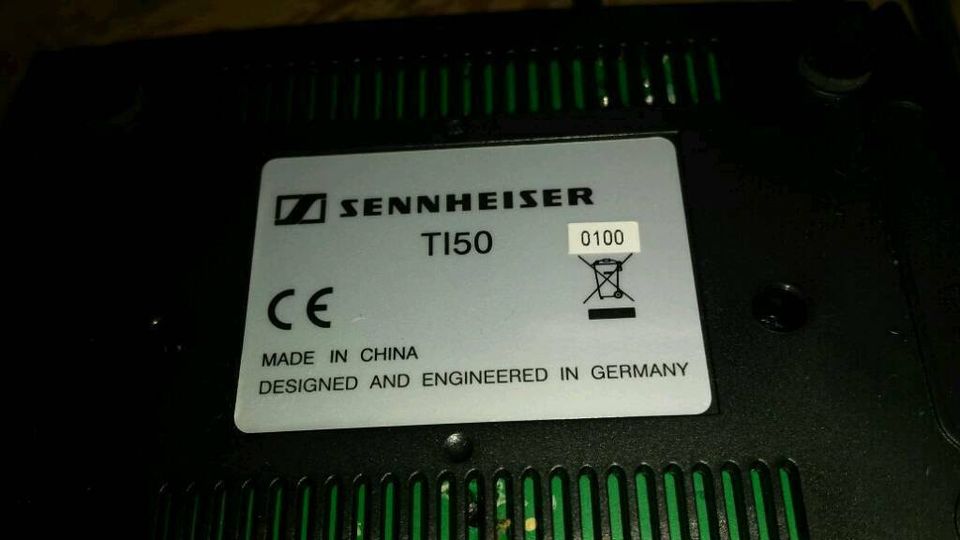 SENNHEISER
TI50
0100
CE
MADE IN CHINA
DESIGNED AND ENGINEERED IN GERMANY